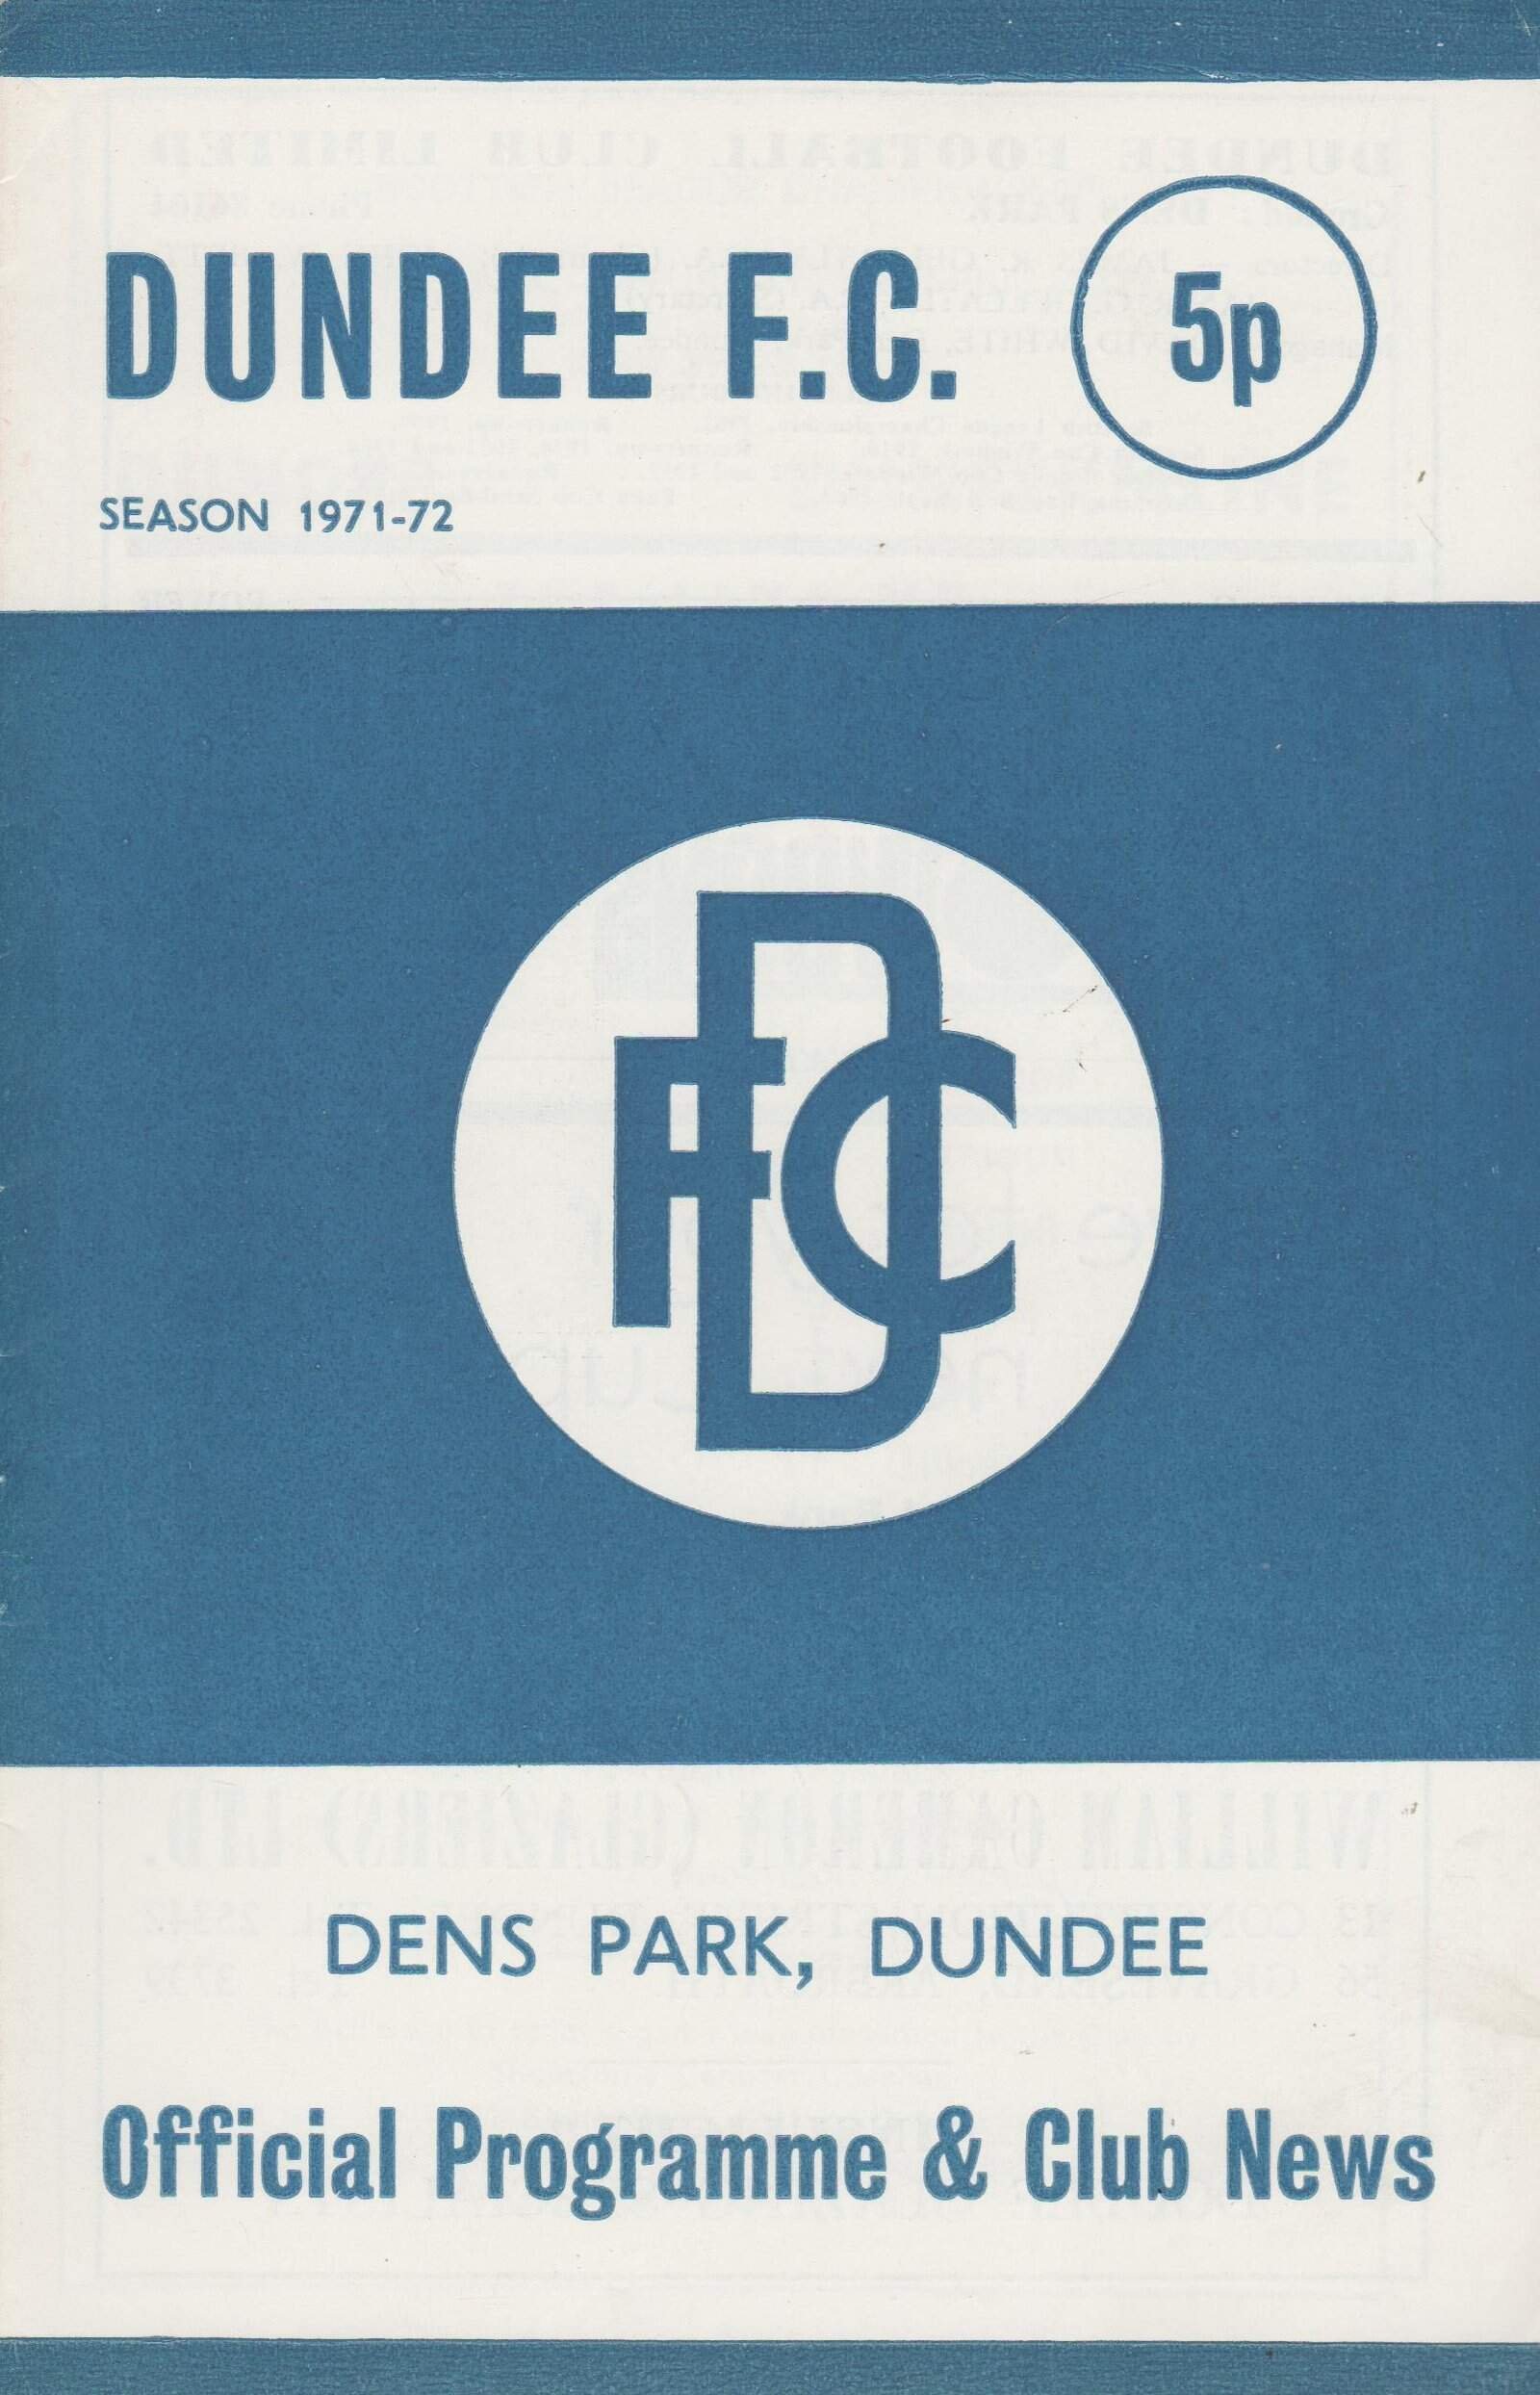 DUNDEE F.C.
5p
SEASON 1971-72
DFC
DENS PARK, DUNDEE
Official Programme & Club News